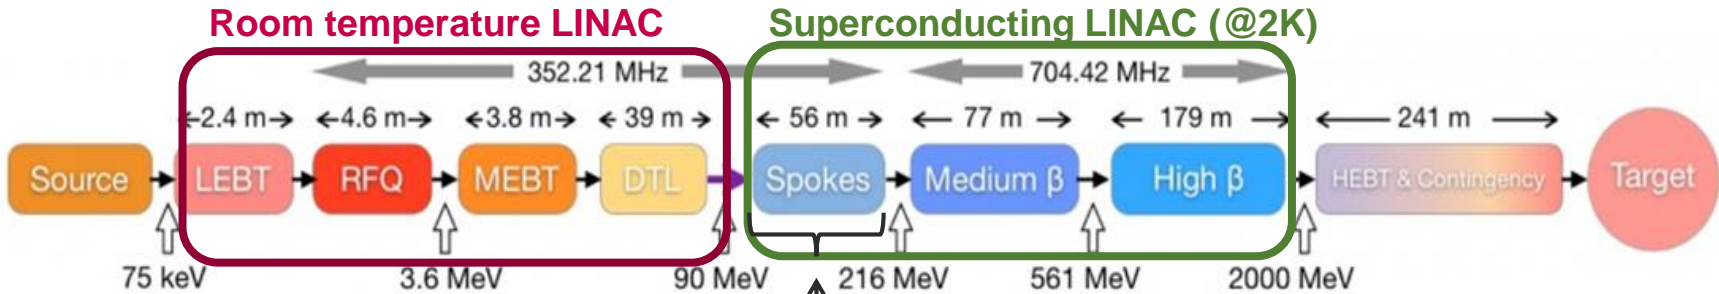 Room temperature LINAC
Superconducting LINAC (@2K)
352.21 MHz
704.42 MHz
2.4 m
4.6 m
3.8 m
39 m
56 m
77 m
179 m
241 m
Source
LEBT
RFQ
MEBT
DTL
Spokes
Medium β
High β
HEBT & Contingency
Target
75 keV
3.6 MeV
90 MeV
216 MeV
561 MeV
2000 MeV